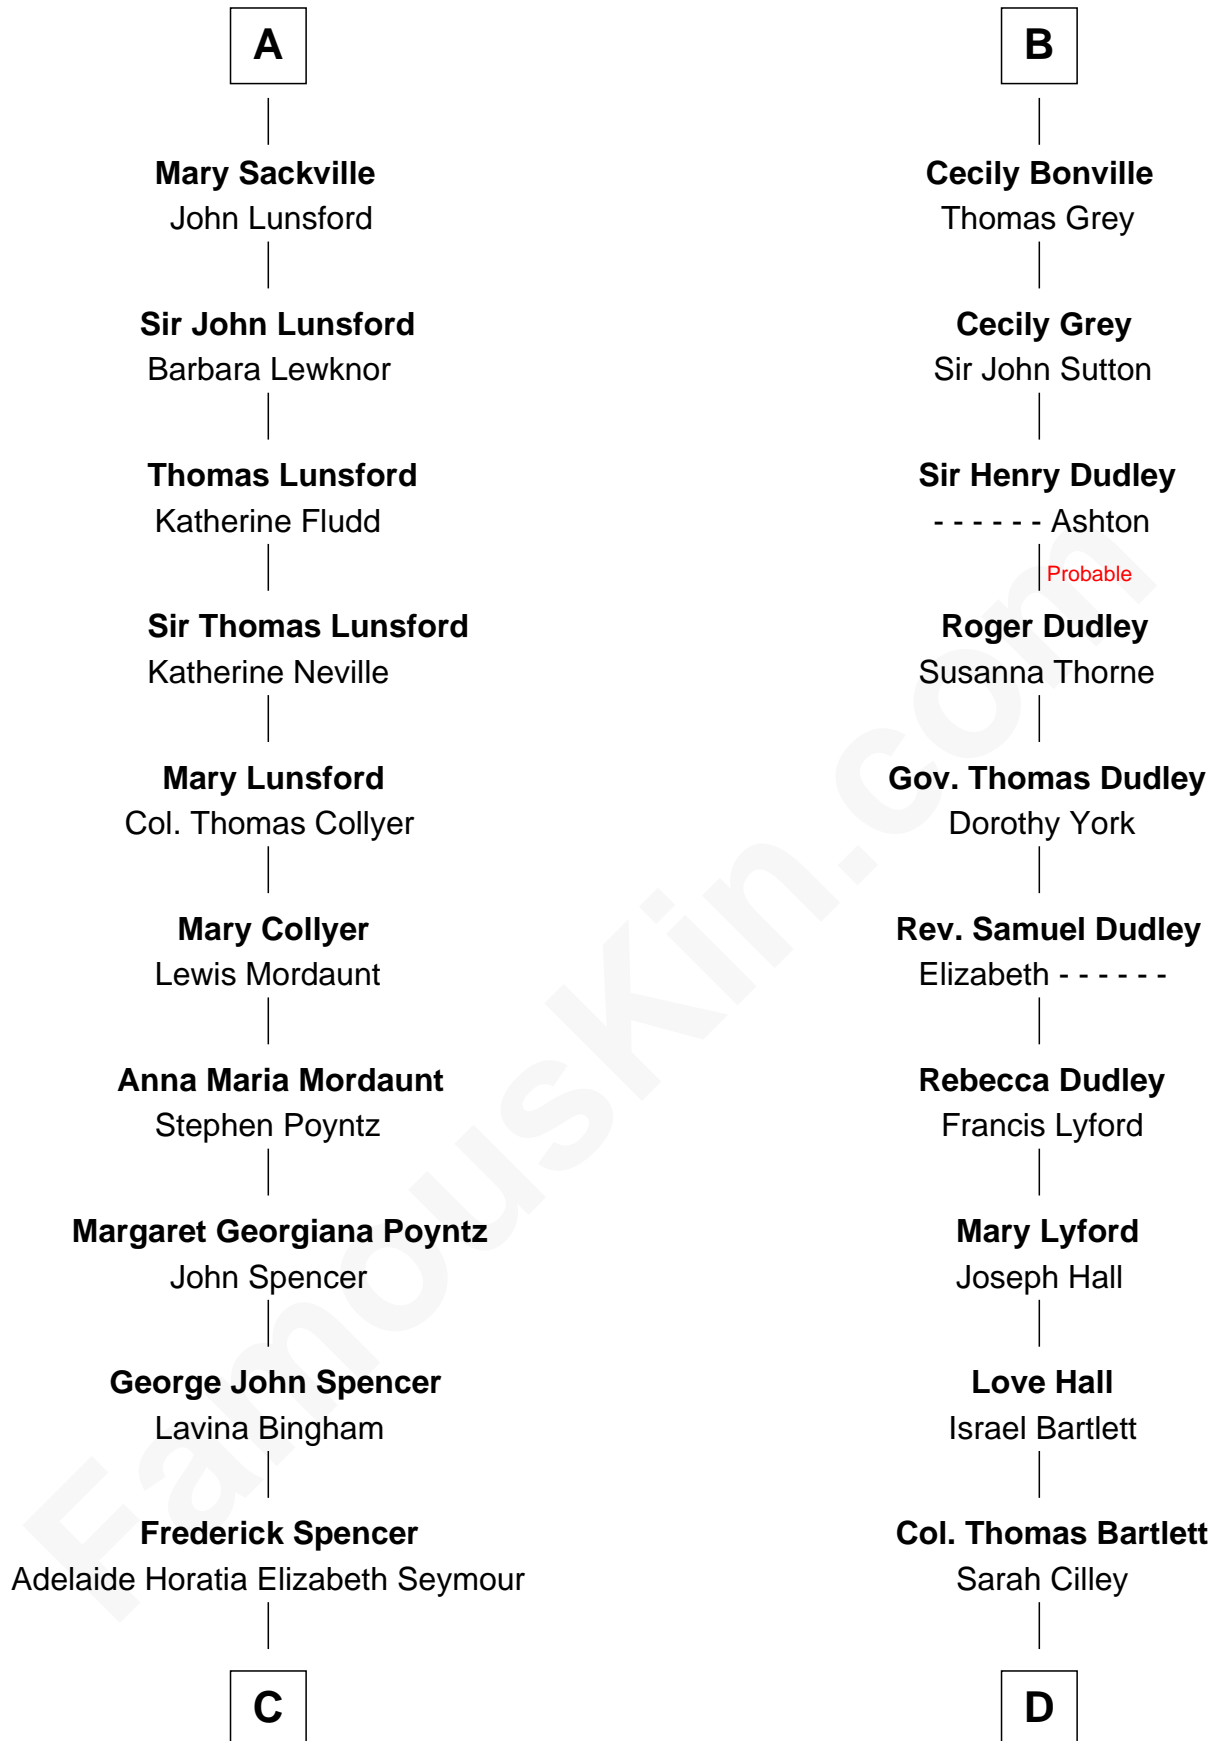 A
Mary Sackville
John Lunsford
Sir John Lunsford
Barbara Lewknor
Thomas Lunsford
Katherine Fludd
Sir Thomas Lunsford
Katherine Neville
Mary Lunsford
Col. Thomas Collyer
Mary Collyer
Lewis Mordaunt
Anna Maria Mordaunt
Stephen Poyntz
Margaret Georgiana Poyntz
John Spencer
George John Spencer
Lavina Bingham
Frederick Spencer
Adelaide Horatia Elizabeth Seymour
C
B
Cecily Bonville
Thomas Grey
Cecily Grey
Sir John Sutton
Sir Henry Dudley
- - - - - - Ashton
Probable
Roger Dudley
Susanna Thorne
Gov. Thomas Dudley
Dorothy York
Rev. Samuel Dudley
Elizabeth - - - - - -
Rebecca Dudley
Francis Lyford
Mary Lyford
Joseph Hall
Love Hall
Israel Bartlett
Col. Thomas Bartlett
Sarah Cilley
D
FamousKin.com